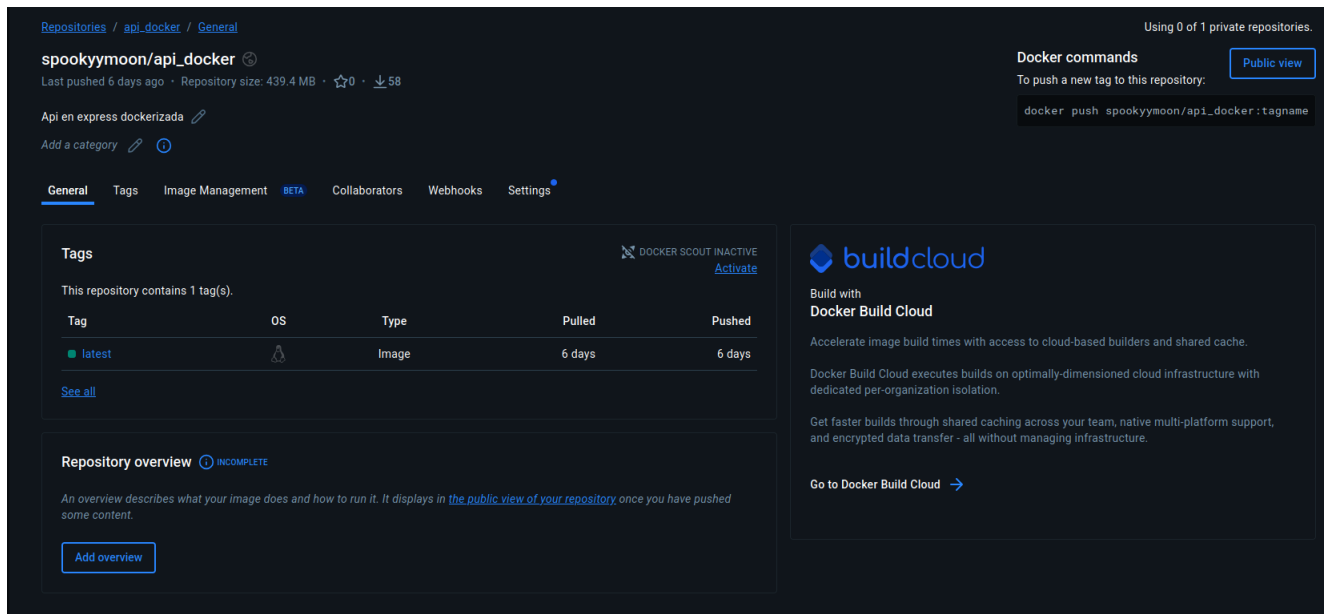 Repositories / api_docker / General
Using 0 of 1 private repositories.
spookyymoon/api_docker
Last pushed 6 days ago · Repository size: 439.4 MB · 0 · 58
Api en express dockerizada
Add a category
Docker commands
Public view
To push a new tag to this repository:
docker push spookyymoon/api_docker:tagname
General Tags Image Management BETA Collaborators Webhooks Settings
Tags
DOCKER SCOUT INACTIVE
Activate
This repository contains 1 tag(s).
Tag OS Type Pulled Pushed
latest Image 6 days 6 days
See all
Repository overview INCOMPLETE
An overview describes what your image does and how to run it. It displays in the public view of your repository once you have pushed
some content.
Add overview
buildcloud
Build with
Docker Build Cloud
Accelerate image build times with access to cloud-based builders and shared cache.
Docker Build Cloud executes builds on optimally-dimensioned cloud infrastructure with
dedicated per-organization isolation.
Get faster builds through shared caching across your team, native multi-platform support,
and encrypted data transfer - all without managing infrastructure.
Go to Docker Build Cloud